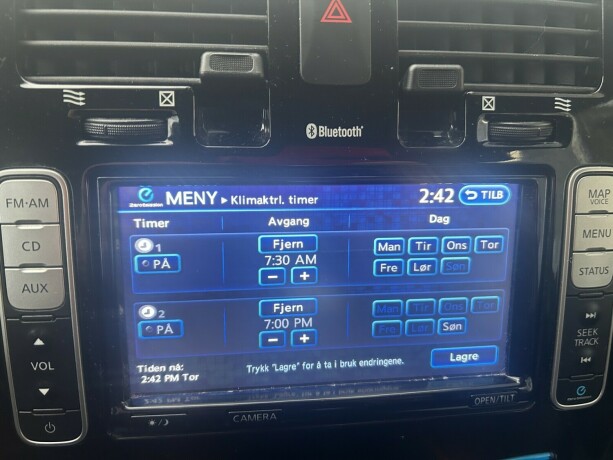 Bluetooth®
FM·AM
CD
AUX
VOL
MAP
VOICE
MENU
STATUS
SEEK
TRACK
Zero Emission MENY ▸ Klimaktrl. timer 2:42 TILB
Timer Avgang Dag
1 Fjern Man Tir Ons Tor
PÅ 7:30 AM Fre Lør Søn
− +
2 Fjern Man Tir Ons Tor
PÅ 7:00 PM Fre Lør Søn
− +
Tiden nå: Trykk "Lagre" for å ta i bruk endringene. Lagre
2:42 PM Tor
CAMERA OPEN/TILT